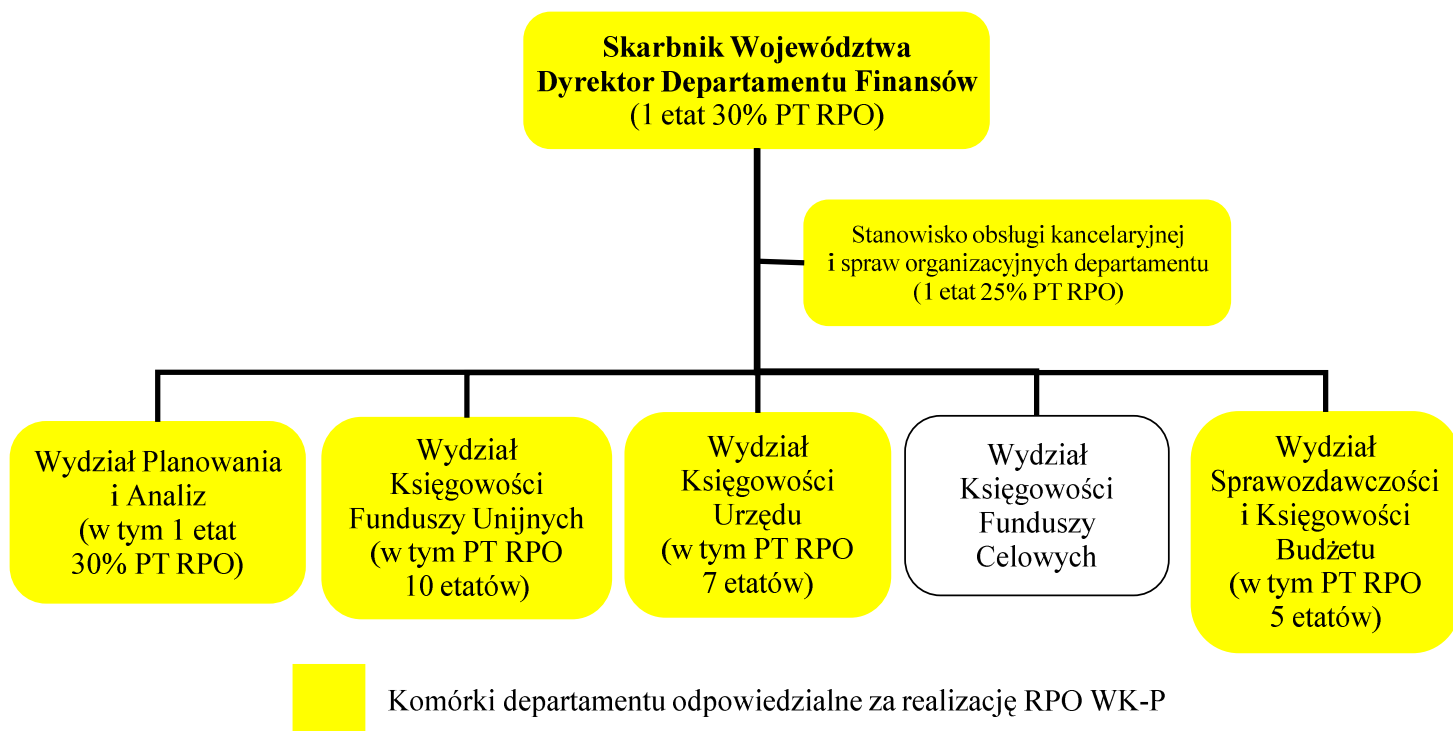 Skarbnik Województwa
Dyrektor Departamentu Finansów
(1 etat 30% PT RPO)
Stanowisko obsługi kancelaryjnej
i spraw organizacyjnych departamentu
(1 etat 25% PT RPO)
Wydział Planowania
i Analiz
(w tym 1 etat
30% PT RPO)
Wydział
Księgowości
Funduszy Unijnych
(w tym PT RPO
10 etatów)
Wydział
Księgowości
Urzędu
(w tym PT RPO
7 etatów)
Wydział
Księgowości
Funduszy
Celowych
Wydział
Sprawozdawczości
i Księgowości
Budżetu
(w tym PT RPO
5 etatów)
Komórki departamentu odpowiedzialne za realizację RPO WK-P